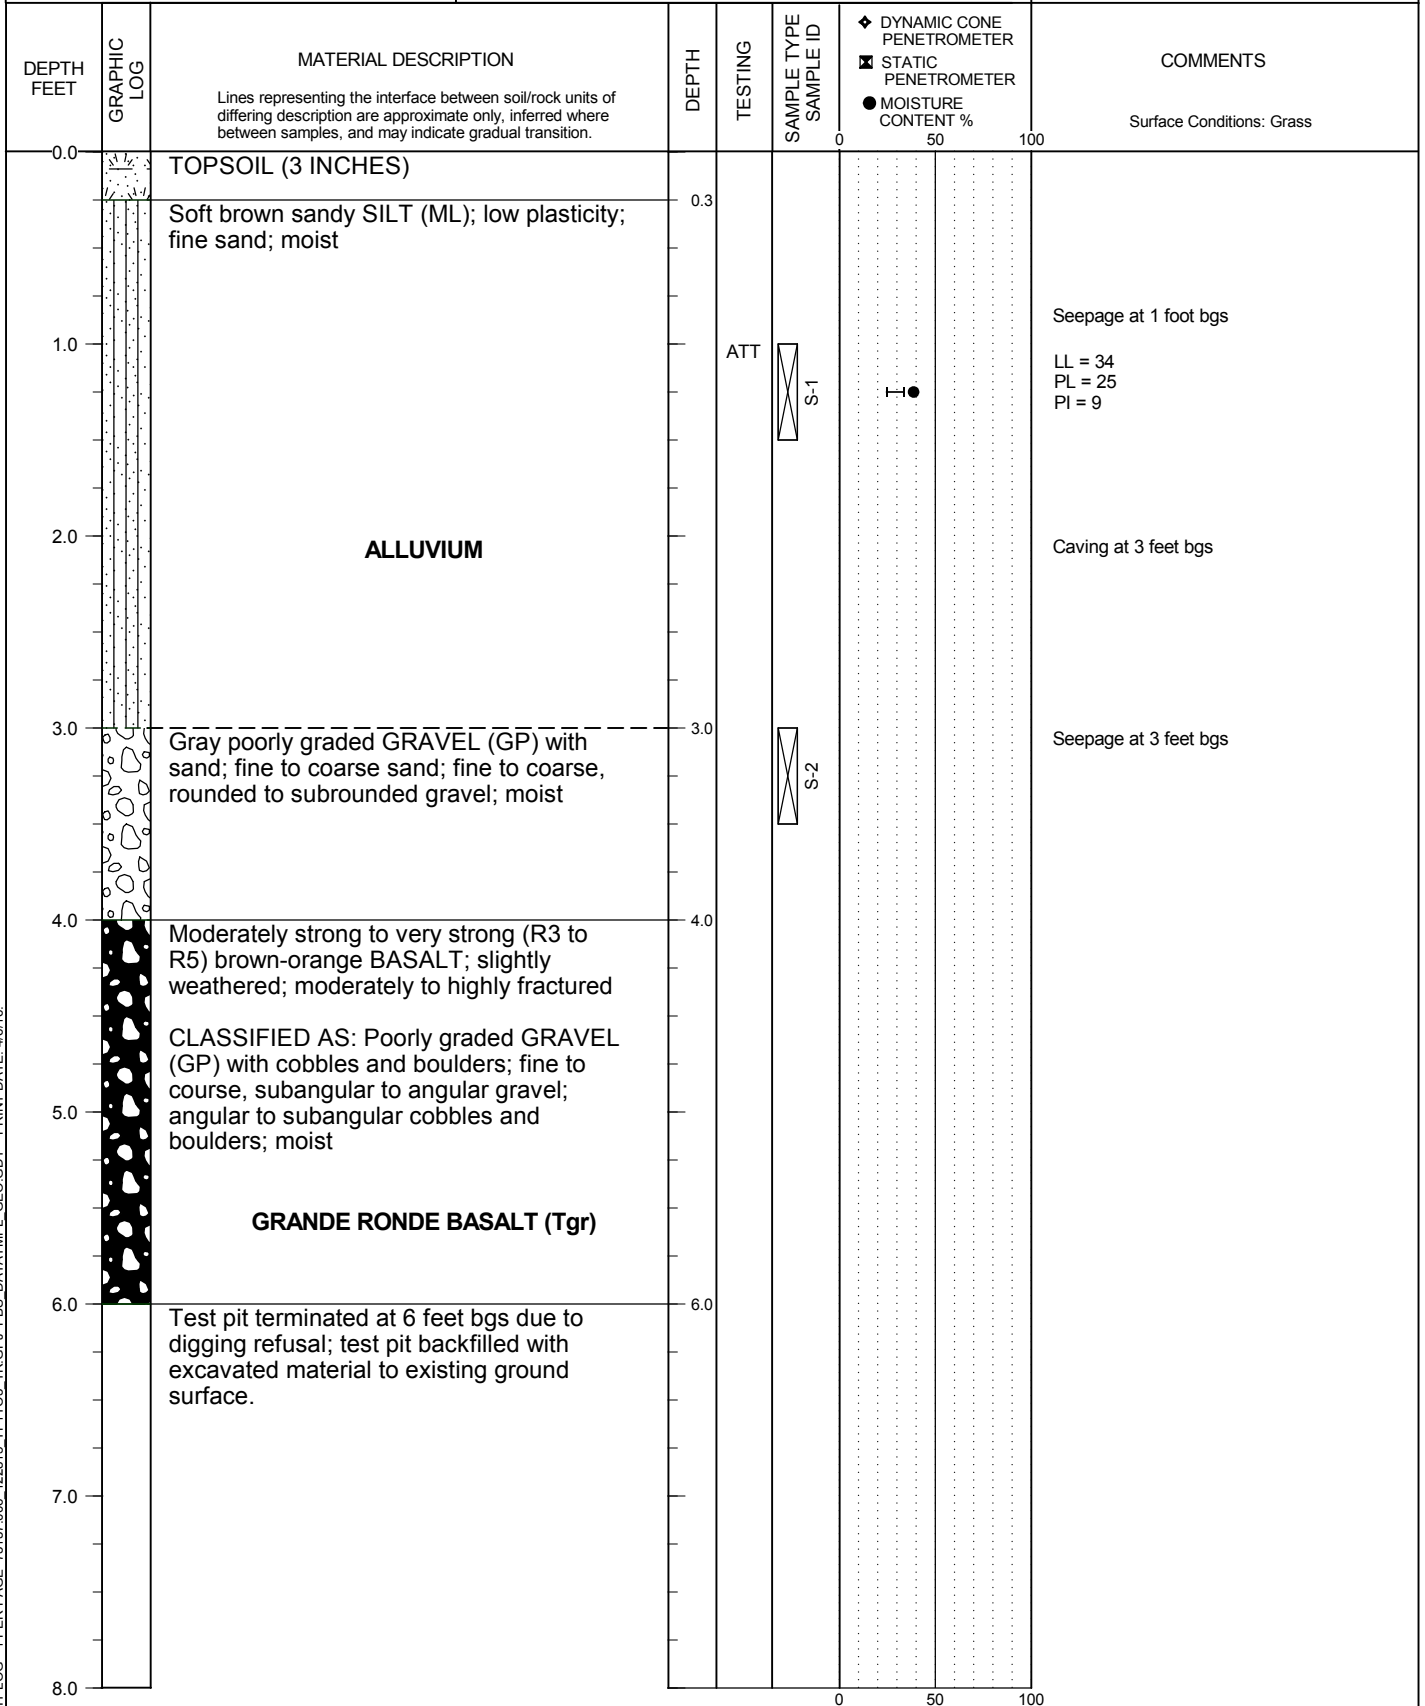 DEPTH
FEET
GRAPHIC
LOG
MATERIAL DESCRIPTION
Lines representing the interface between soil/rock units of
differing description are approximate only, inferred where
between samples, and may indicate gradual transition.
DEPTH
TESTING
SAMPLE TYPE
SAMPLE ID
DYNAMIC CONE
PENETROMETER
STATIC
PENETROMETER
MOISTURE
CONTENT %
0 50 100
COMMENTS
Surface Conditions: Grass
0.0
TOPSOIL (3 INCHES)
0.3
Soft brown sandy SILT (ML); low plasticity;
fine sand; moist
Seepage at 1 foot bgs
1.0
ATT
S-1
LL = 34
PL = 25
PI = 9
2.0
ALLUVIUM
Caving at 3 feet bgs
3.0
3.0
Gray poorly graded GRAVEL (GP) with
sand; fine to coarse sand; fine to coarse,
rounded to subrounded gravel; moist
S-2
Seepage at 3 feet bgs
4.0
4.0
Moderately strong to very strong (R3 to
R5) brown-orange BASALT; slightly
weathered; moderately to highly fractured
CLASSIFIED AS: Poorly graded GRAVEL
(GP) with cobbles and boulders; fine to
course, subangular to angular gravel;
angular to subangular cobbles and
boulders; moist
5.0
GRANDE RONDE BASALT (Tgr)
6.0
6.0
Test pit terminated at 6 feet bgs due to
digging refusal; test pit backfilled with
excavated material to existing ground
surface.
7.0
8.0
0 50 100